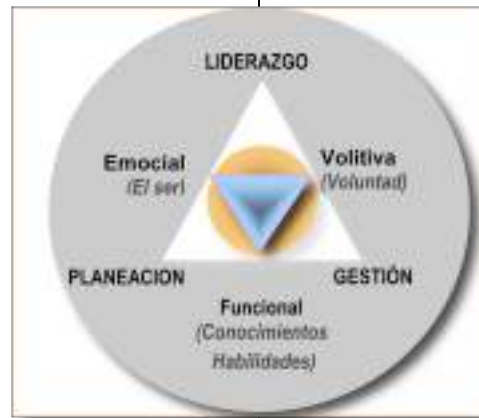 LIDERAZGO
Emocial
(El ser)
Volitiva
(Voluntad)
PLANEACION
GESTIÓN
Funcional
(Conocimientos
Habilidades)